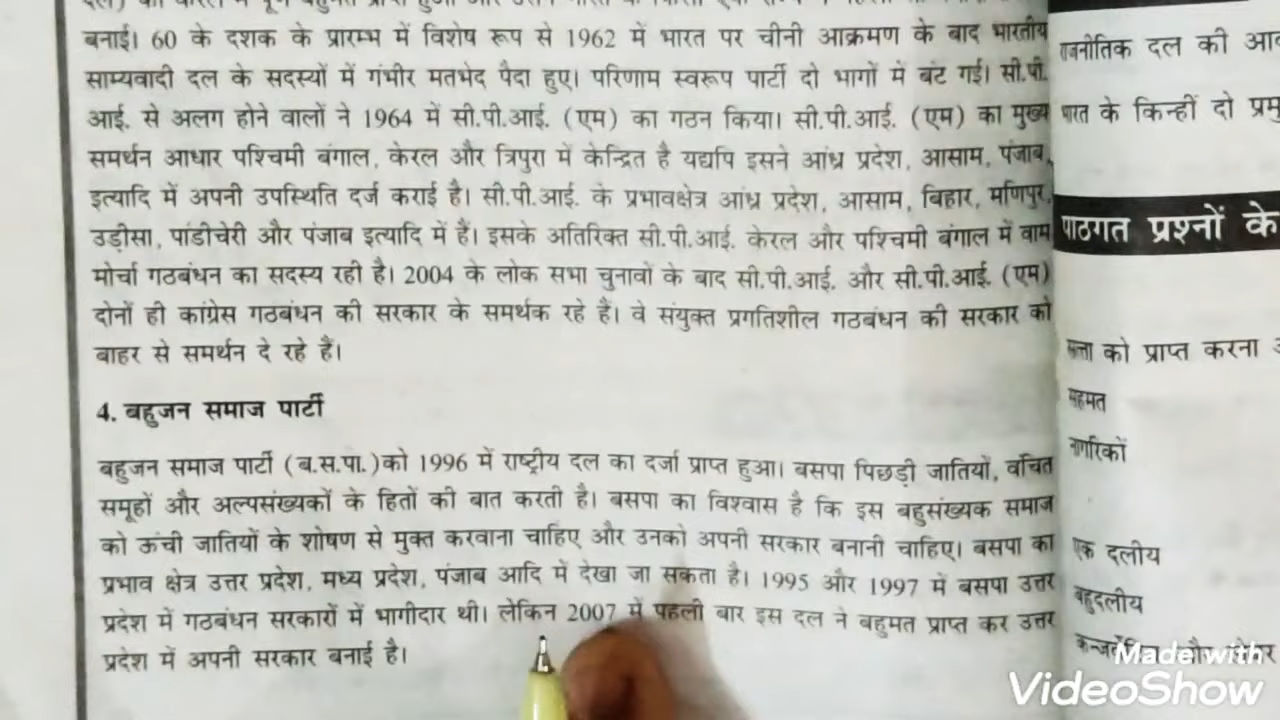 बनाई। 60 के दशक के प्रारम्भ में विशेष रूप से 1962 में भारत पर चीनी आक्रमण के बाद भारतीय
साम्यवादी दल के सदस्यों में गंभीर मतभेद पैदा हुए। परिणाम स्वरूप पार्टी दो भागों में बंट गई। सी.पी.
आई. से अलग होने वालों ने 1964 में सी.पी.आई. (एम) का गठन किया। सी.पी.आई. (एम) का मुख्य
समर्थन आधार पश्चिमी बंगाल, केरल और त्रिपुरा में केन्द्रित है यद्यपि इसने आंध्र प्रदेश, आसाम, पंजाब,
इत्यादि में अपनी उपस्थिति दर्ज कराई है। सी.पी.आई. के प्रभावक्षेत्र आंध्र प्रदेश, आसाम, बिहार, मणिपुर,
उड़ीसा, पांडीचेरी और पंजाब इत्यादि में हैं। इसके अतिरिक्त सी.पी.आई. केरल और पश्चिमी बंगाल में वाम
मोर्चा गठबंधन का सदस्य रही है। 2004 के लोक सभा चुनावों के बाद सी.पी.आई. और सी.पी.आई. (एम)
दोनों ही कांग्रेस गठबंधन की सरकार के समर्थक रहे हैं। वे संयुक्त प्रगतिशील गठबंधन की सरकार को
बाहर से समर्थन दे रहे हैं।
4. बहुजन समाज पार्टी
बहुजन समाज पार्टी (ब.स.पा.)को 1996 में राष्ट्रीय दल का दर्जा प्राप्त हुआ। बसपा पिछड़ी जातियों, वंचित
समूहों और अल्पसंख्यकों के हितों की बात करती है। बसपा का विश्वास है कि इस बहुसंख्यक समाज
को ऊंची जातियों के शोषण से मुक्त करवाना चाहिए और उनको अपनी सरकार बनानी चाहिए। बसपा का
प्रभाव क्षेत्र उत्तर प्रदेश, मध्य प्रदेश, पंजाब आदि में देखा जा सकता है। 1995 और 1997 में बसपा उत्तर
प्रदेश में गठबंधन सरकारों में भागीदार थी। लेकिन 2007 में पहली बार इस दल ने बहुमत प्राप्त कर उत्तर
प्रदेश में अपनी सरकार बनाई है।
राजनीतिक दल की
भारत के किन्हीं दो
पाठगत प्रश्नों के
सत्ता को प्राप्त करना
सहमत
नागरिकों
एक दलीय
बहुदलीय
Made with
VideoShow